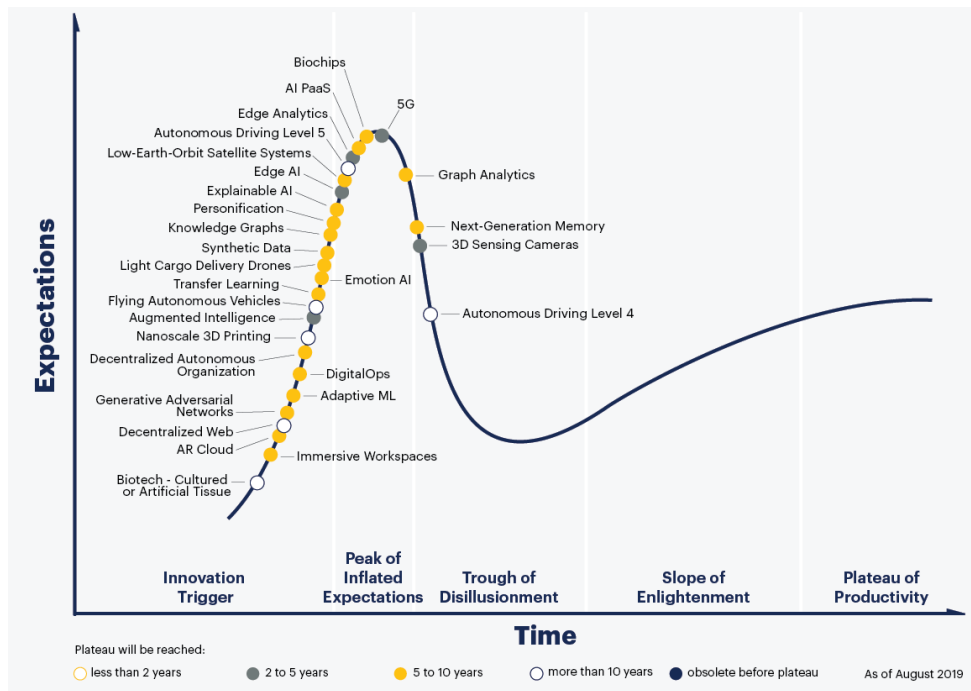 Expectations
Biochips
AI PaaS
5G
Edge Analytics
Autonomous Driving Level 5
Low-Earth-Orbit Satellite Systems
Edge AI
Graph Analytics
Explainable AI
Personification
Knowledge Graphs
Next-Generation Memory
Synthetic Data
3D Sensing Cameras
Light Cargo Delivery Drones
Emotion AI
Transfer Learning
Flying Autonomous Vehicles
Augmented Intelligence
Autonomous Driving Level 4
Nanoscale 3D Printing
Decentralized Autonomous
Organization
DigitalOps
Adaptive ML
Generative Adversarial
Networks
Decentralized Web
AR Cloud
Immersive Workspaces
Biotech - Cultured
or Artificial Tissue
Innovation
Trigger
Peak of
Inflated
Expectations
Trough of
Disillusionment
Slope of
Enlightenment
Plateau of
Productivity
Time
Plateau will be reached:
less than 2 years
2 to 5 years
5 to 10 years
more than 10 years
obsolete before plateau
As of August 2019